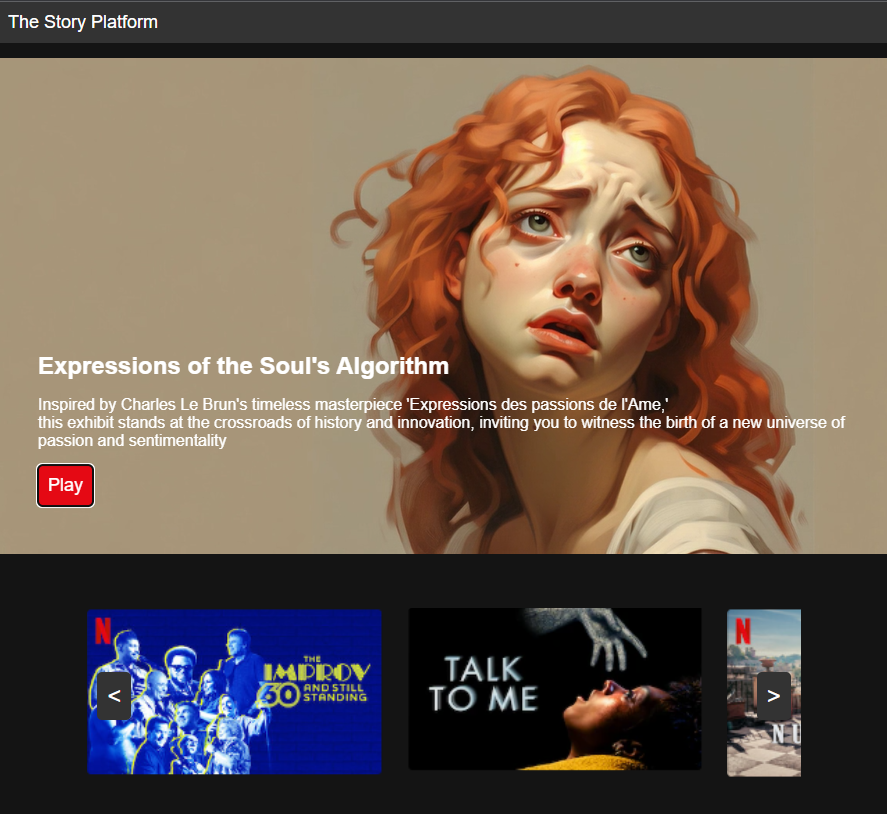 The Story Platform
Expressions of the Soul's Algorithm
Inspired by Charles Le Brun's timeless masterpiece 'Expressions des passions de l'Ame,'
this exhibit stands at the crossroads of history and innovation, inviting you to witness the birth of a new universe of
passion and sentimentality
Play
N
THE
IMPROV
60 AND STILL
STANDING
<
TALK
TO ME
N
>
NU